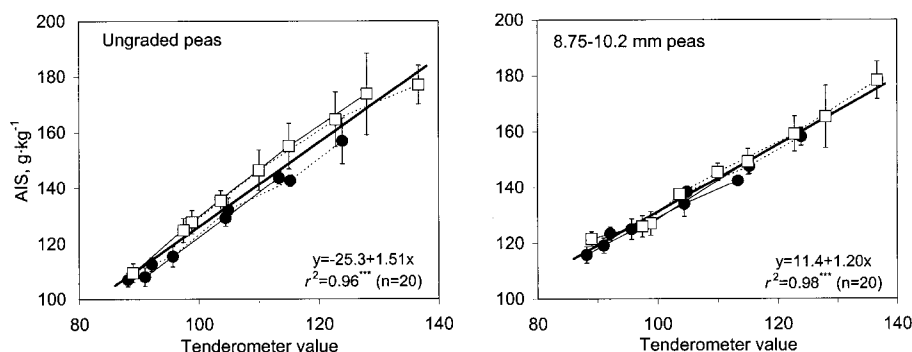 200
180
160
140
120
100
AIS, g·kg⁻¹
Ungraded peas
y=-25.3+1.51x
r²=0.96*** (n=20)
80
100
120
140
Tenderometer value
200
180
160
140
120
100
8.75-10.2 mm peas
y=11.4+1.20x
r²=0.98*** (n=20)
80
100
120
140
Tenderometer value